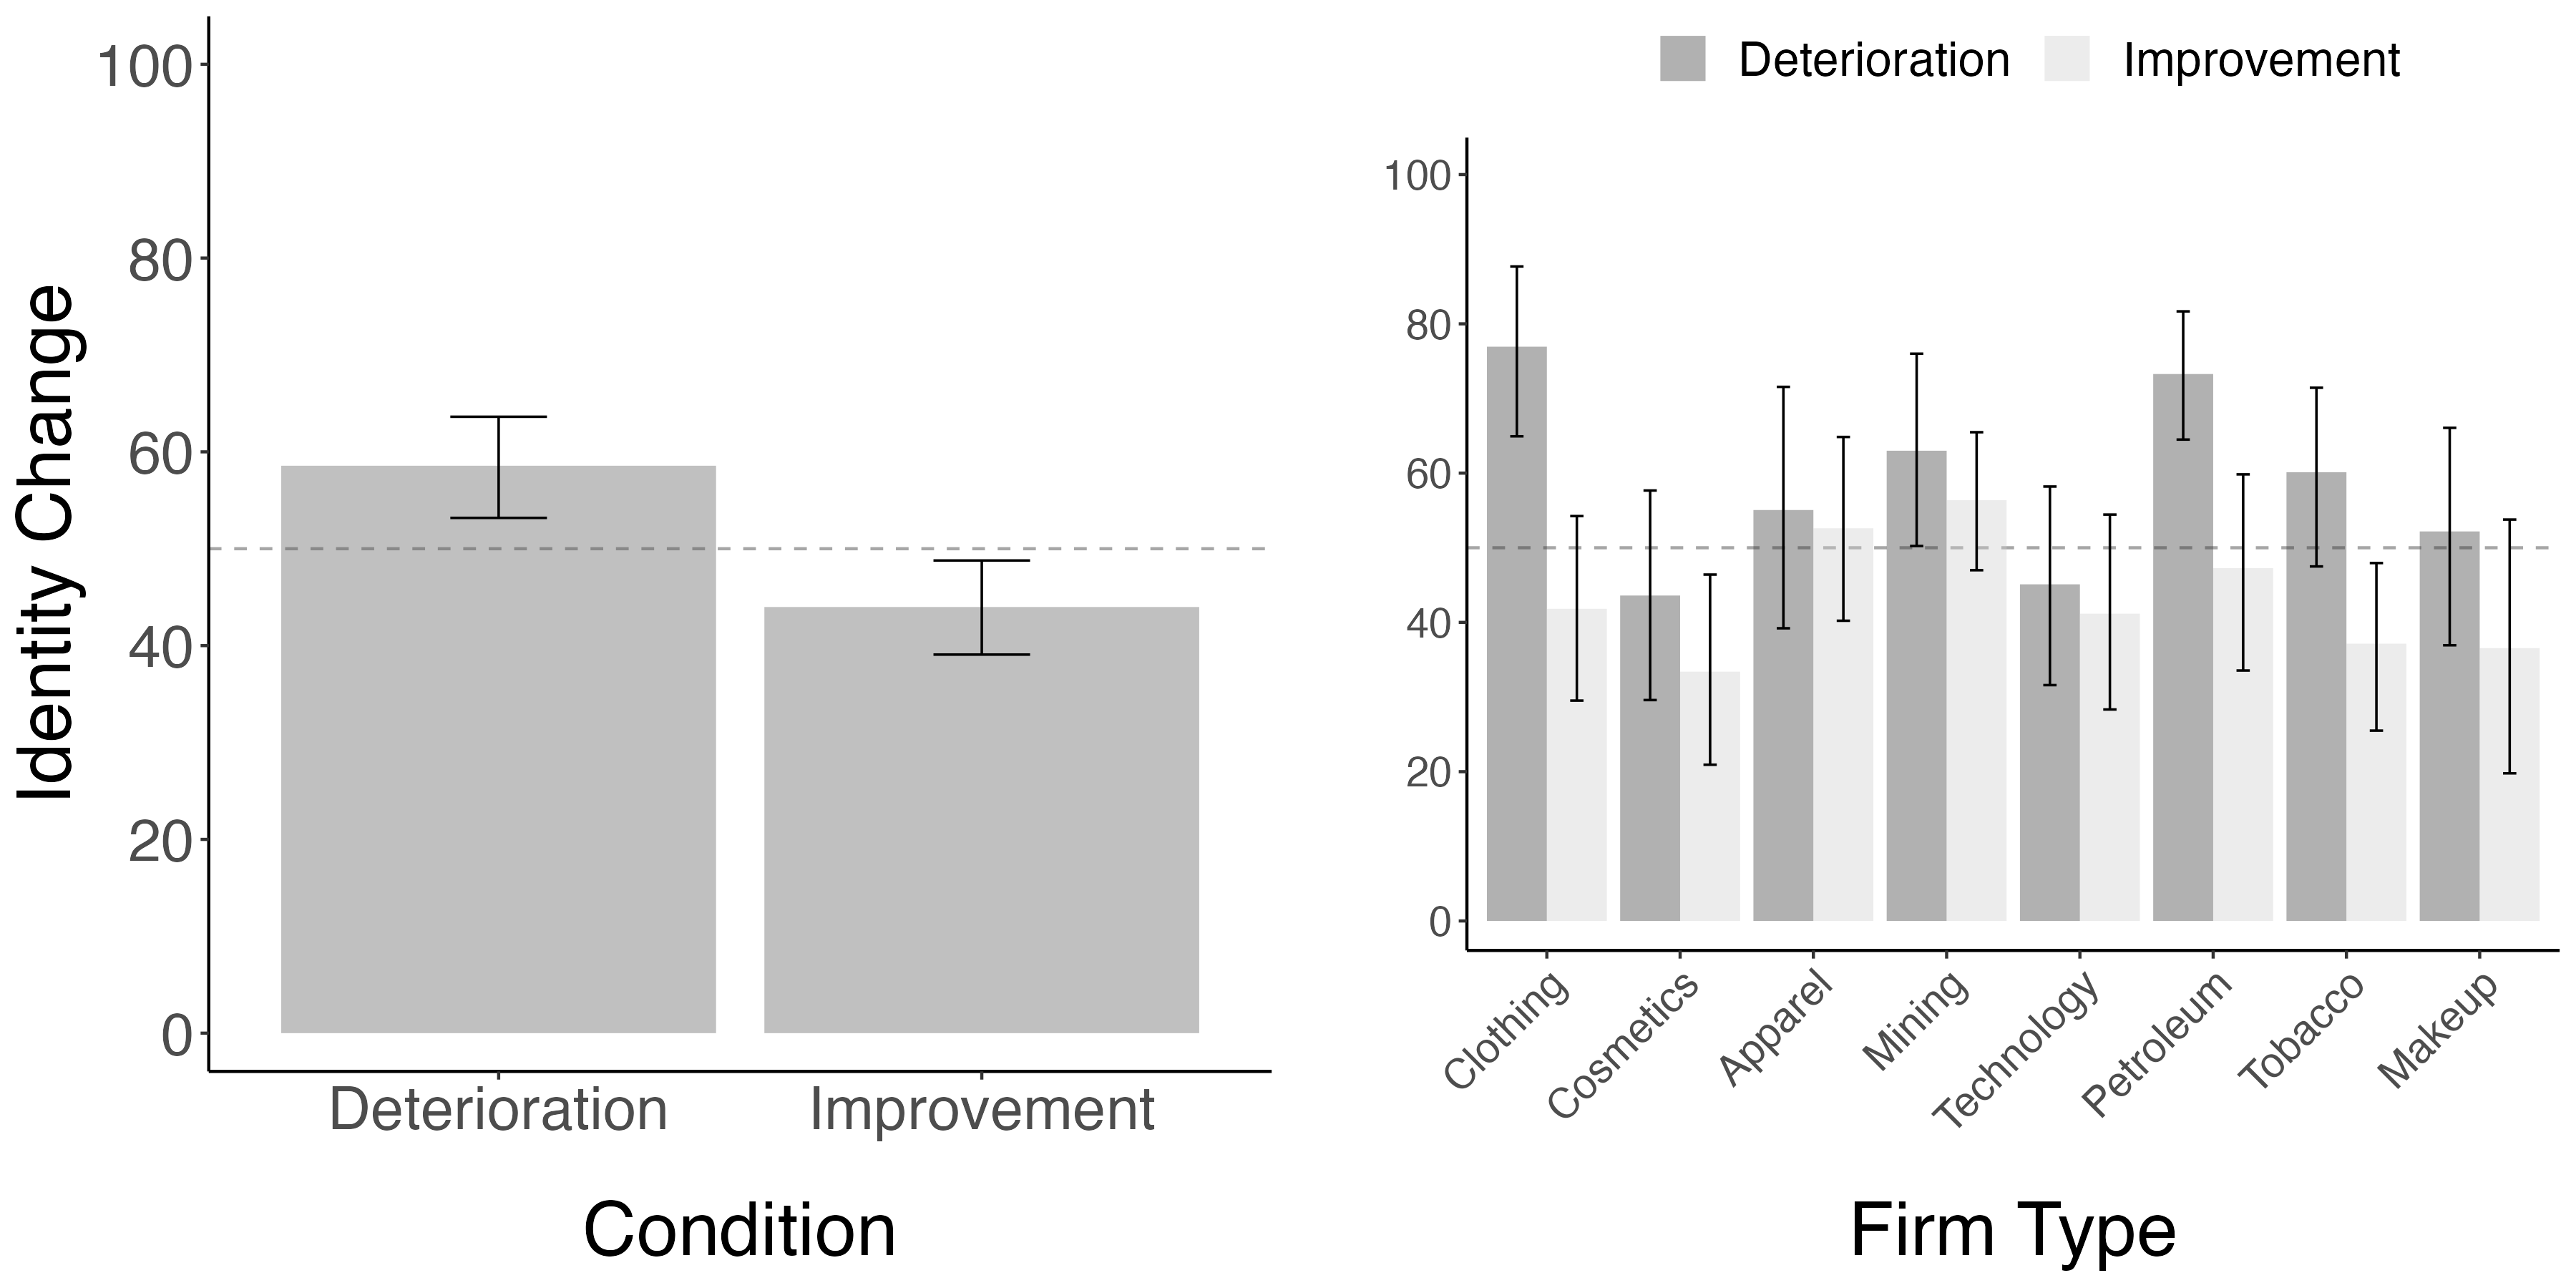 Identity Change
100
80
60
40
20
0
Deterioration Improvement
Condition
Deterioration Improvement
100
80
60
40
20
0
Clothing
Cosmetics
Apparel
Mining
Technology
Petroleum
Tobacco
Makeup
Firm Type